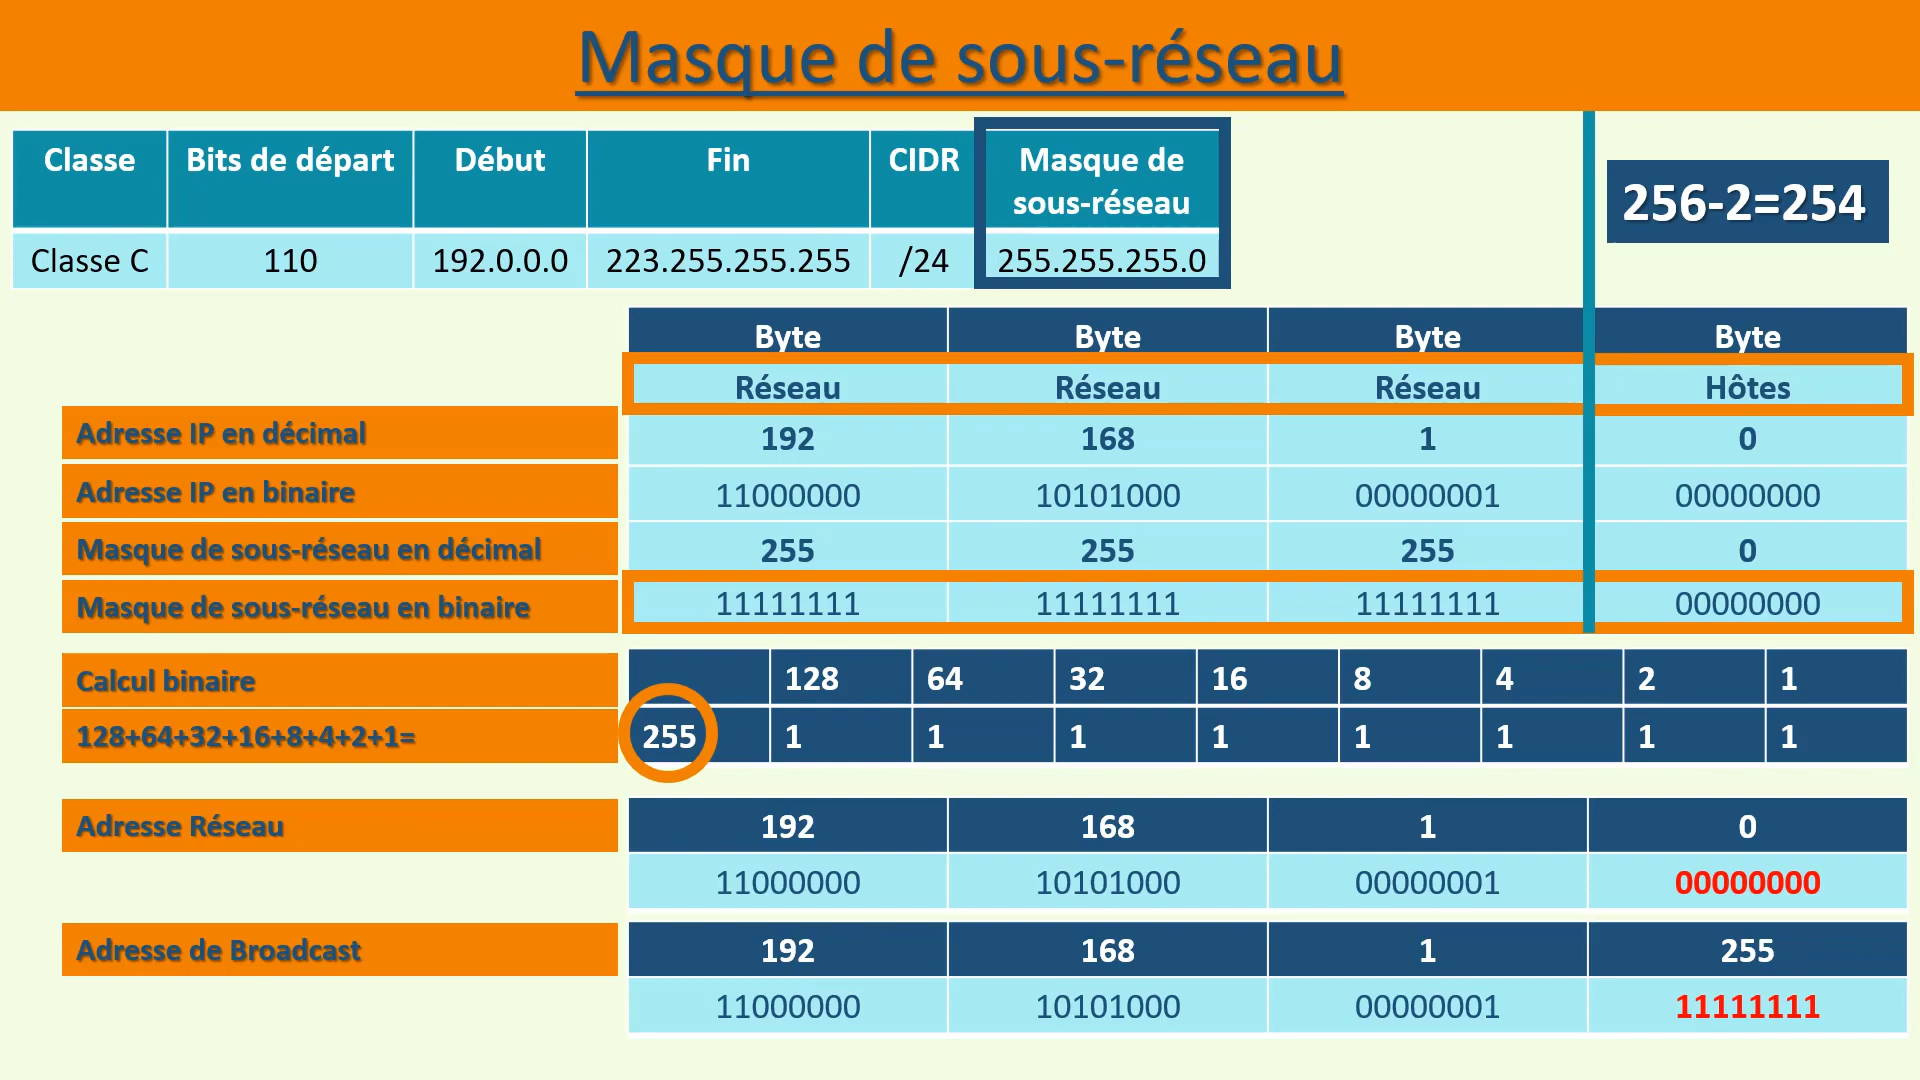 Masque de sous-réseau
Classe Bits de départ Début Fin CIDR Masque de sous-réseau
Classe C 110 192.0.0.0 223.255.255.255 /24 255.255.255.0
256-2=254
Byte Byte Byte Byte
Réseau Réseau Réseau Hôtes
Adresse IP en décimal 192 168 1 0
Adresse IP en binaire 11000000 10101000 00000001 00000000
Masque de sous-réseau en décimal 255 255 255 0
Masque de sous-réseau en binaire 11111111 11111111 11111111 00000000
Calcul binaire 128 64 32 16 8 4 2 1
128+64+32+16+8+4+2+1= 255 1 1 1 1 1 1 1 1
Adresse Réseau 192 168 1 0
11000000 10101000 00000001 00000000
Adresse de Broadcast 192 168 1 255
11000000 10101000 00000001 11111111